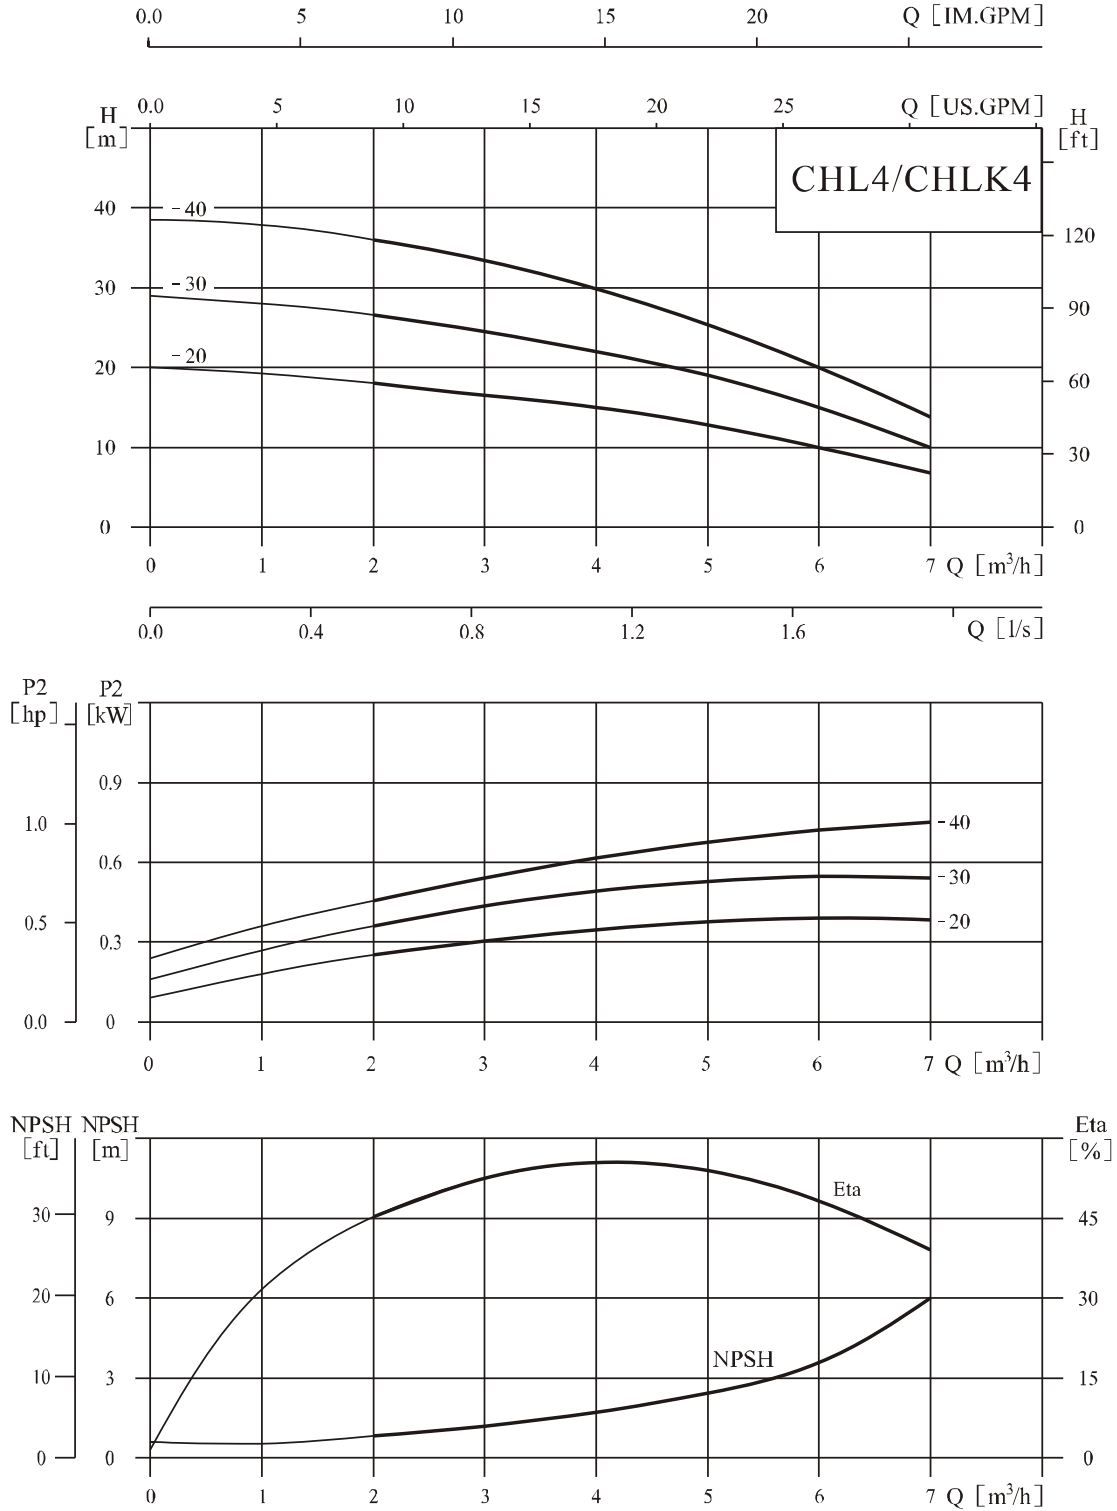 0.0 5 10 15 20 Q [IM.GPM]
0.0 5 10 15 20 25 Q [US.GPM]
H H
[m] [ft]
CHL4/CHLK4
40 -40
120
30 -30
90
-20
20 60
10 30
0 0
0 1 2 3 4 5 6 7 Q [m³/h]
0.0 0.4 0.8 1.2 1.6 Q [l/s]
P2 P2
[hp] [kW]
0.9
1.0 -40
0.6
-30
0.5 -20
0.3
0.0 0
0 1 2 3 4 5 6 7 Q [m³/h]
NPSH NPSH Eta
[ft] [m] [%]
Eta
30 9 45
20 6 30
NPSH
10 3 15
0 0 0
0 1 2 3 4 5 6 7 Q [m³/h]